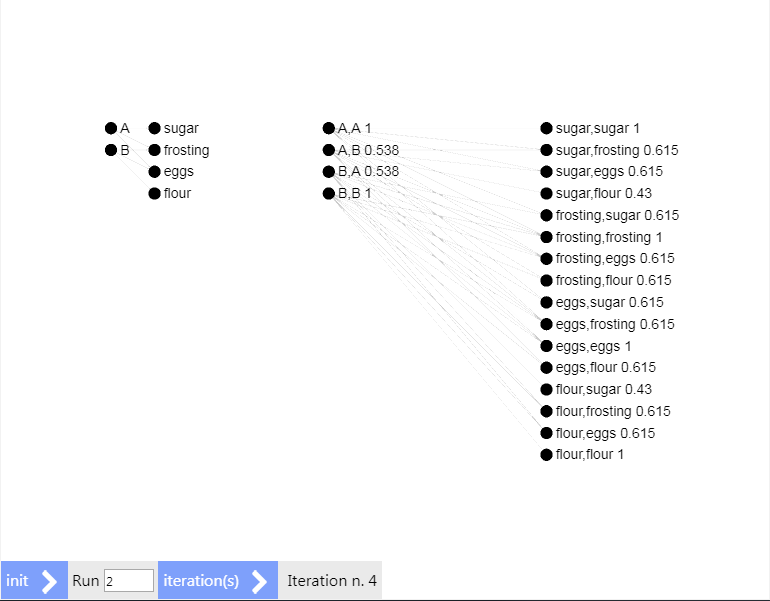 A sugar A,A 1 sugar,sugar 1
B frosting A,B 0.538 sugar,frosting 0.615
eggs B,A 0.538 sugar,eggs 0.615
flour B,B 1 sugar,flour 0.43
frosting,sugar 0.615
frosting,frosting 1
frosting,eggs 0.615
frosting,flour 0.615
eggs,sugar 0.615
eggs,frosting 0.615
eggs,eggs 1
eggs,flour 0.615
flour,sugar 0.43
flour,frosting 0.615
flour,eggs 0.615
flour,flour 1
init Run 2 iteration(s) Iteration n. 4